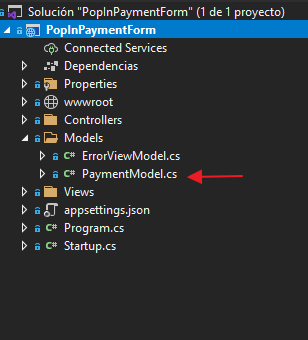 Solución "PopInPaymentForm" (1 de 1 proyecto)
PopInPaymentForm
Connected Services
Dependencias
Properties
wwwroot
Controllers
Models
C# ErrorViewModel.cs
C# PaymentModel.cs
Views
appsettings.json
C# Program.cs
C# Startup.cs